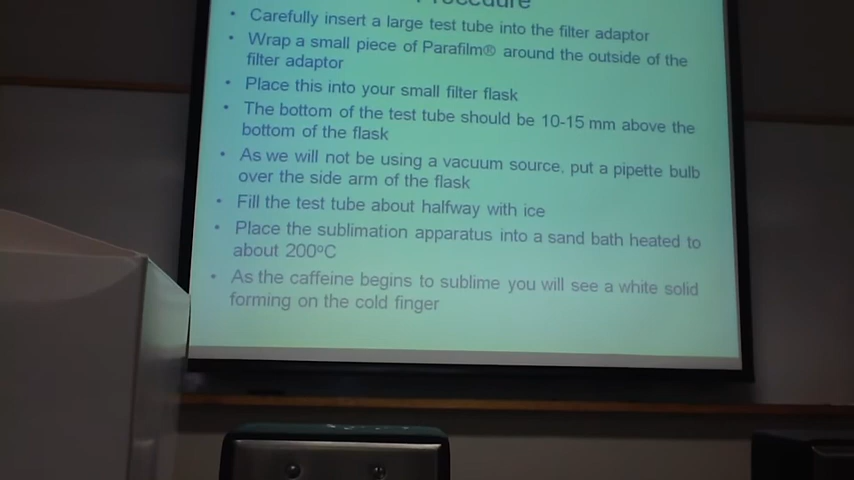 Procedure
• Carefully insert a large test tube into the filter adaptor
• Wrap a small piece of Parafilm® around the outside of the
filter adaptor
• Place this into your small filter flask
• The bottom of the test tube should be 10-15 mm above the
bottom of the flask
• As we will not be using a vacuum source, put a pipette bulb
over the side arm of the flask
• Fill the test tube about halfway with ice
• Place the sublimation apparatus into a sand bath heated to
about 200ºC
• As the caffeine begins to sublime you will see a white solid
forming on the cold finger